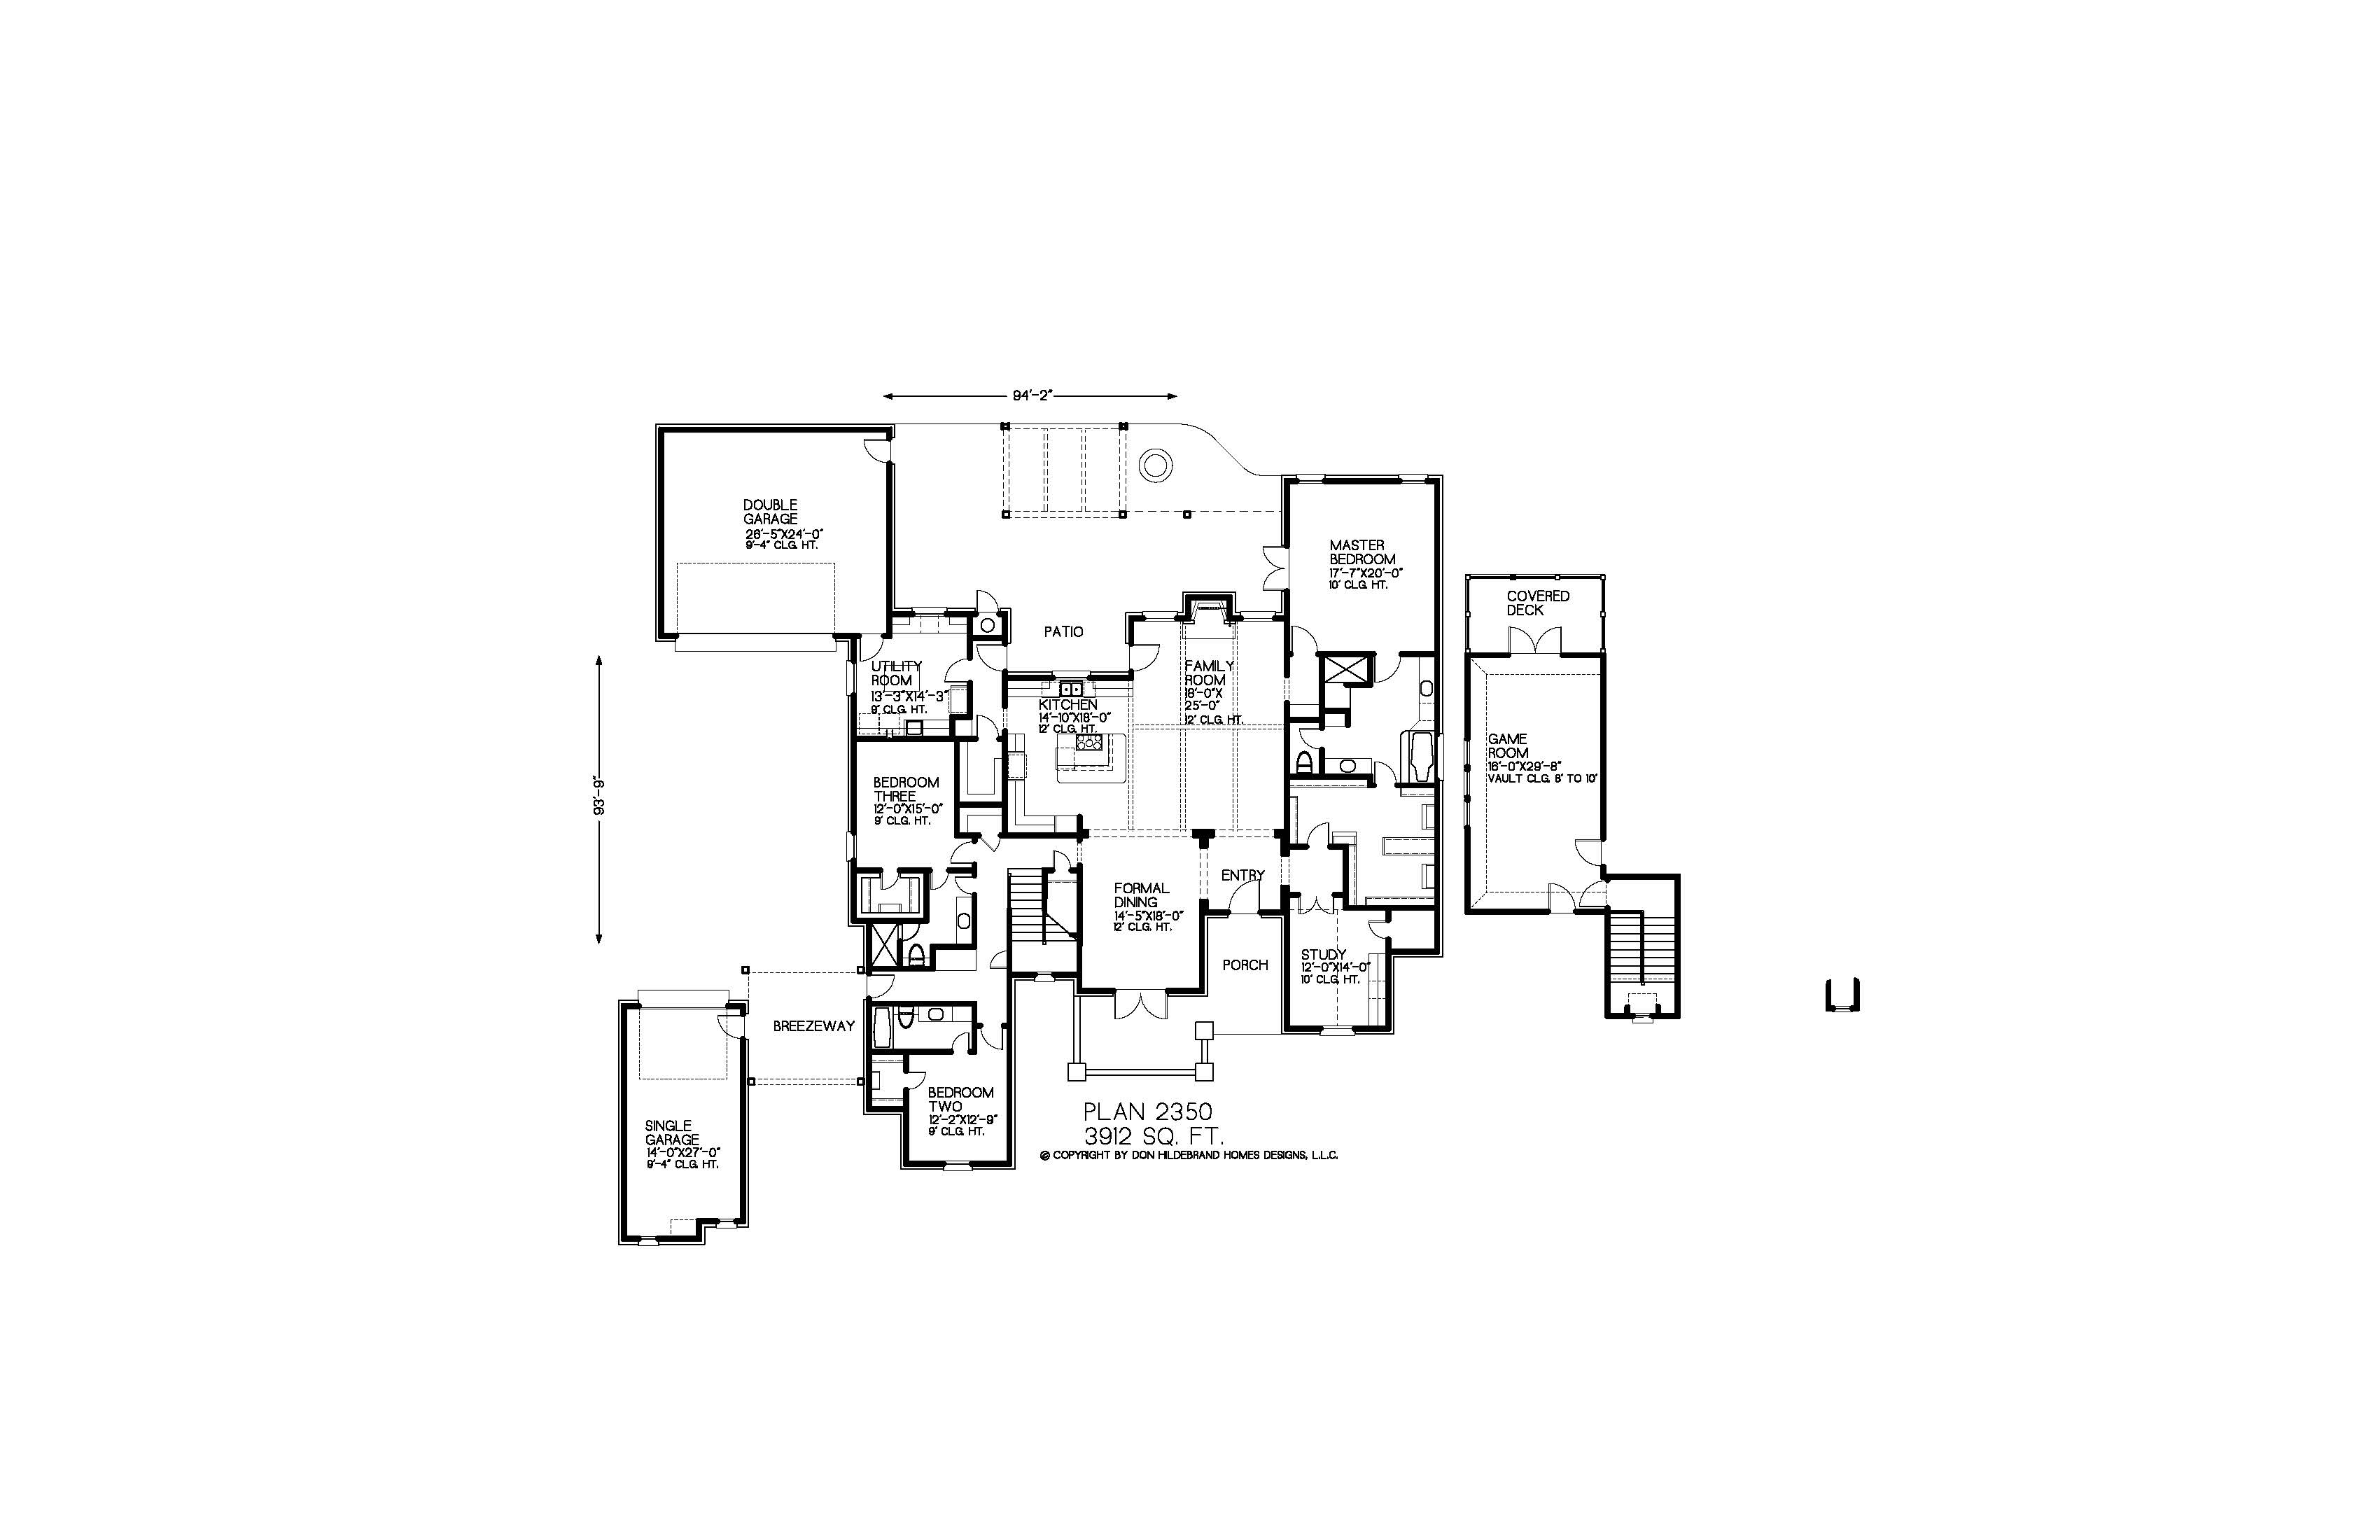 94'-2"
DOUBLE
GARAGE
26'-5"X24'-0"
9'-4" CLG. HT.
MASTER
BEDROOM
17'-7"X20'-0"
10' CLG. HT.
COVERED
DECK
PATIO
UTILITY
ROOM
13'-3"X14'-3"
9' CLG. HT.
FAMILY
ROOM
18'-0"X
25'-0"
12' CLG. HT.
KITCHEN
14'-10"X18'-0"
12' CLG. HT.
GAME
ROOM
16'-0"X29'-8"
VAULT CLG. 8' TO 10'
93'-9"
BEDROOM
THREE
12'-0"X15'-0"
9' CLG. HT.
ENTRY
FORMAL
DINING
14'-5"X18'-0"
12' CLG. HT.
PORCH
STUDY
12'-0"X14'-0"
10' CLG. HT.
BREEZEWAY
BEDROOM
TWO
12'-2"X12'-9"
9' CLG. HT.
SINGLE
GARAGE
14'-0"X27'-0"
9'-4" CLG. HT.
PLAN 2350
3912 SQ. FT.
© COPYRIGHT BY DON HILDEBRAND HOMES DESIGNS, L.L.C.